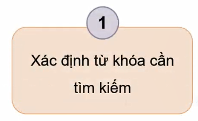 1
Xác định từ khóa cần
tìm kiếm